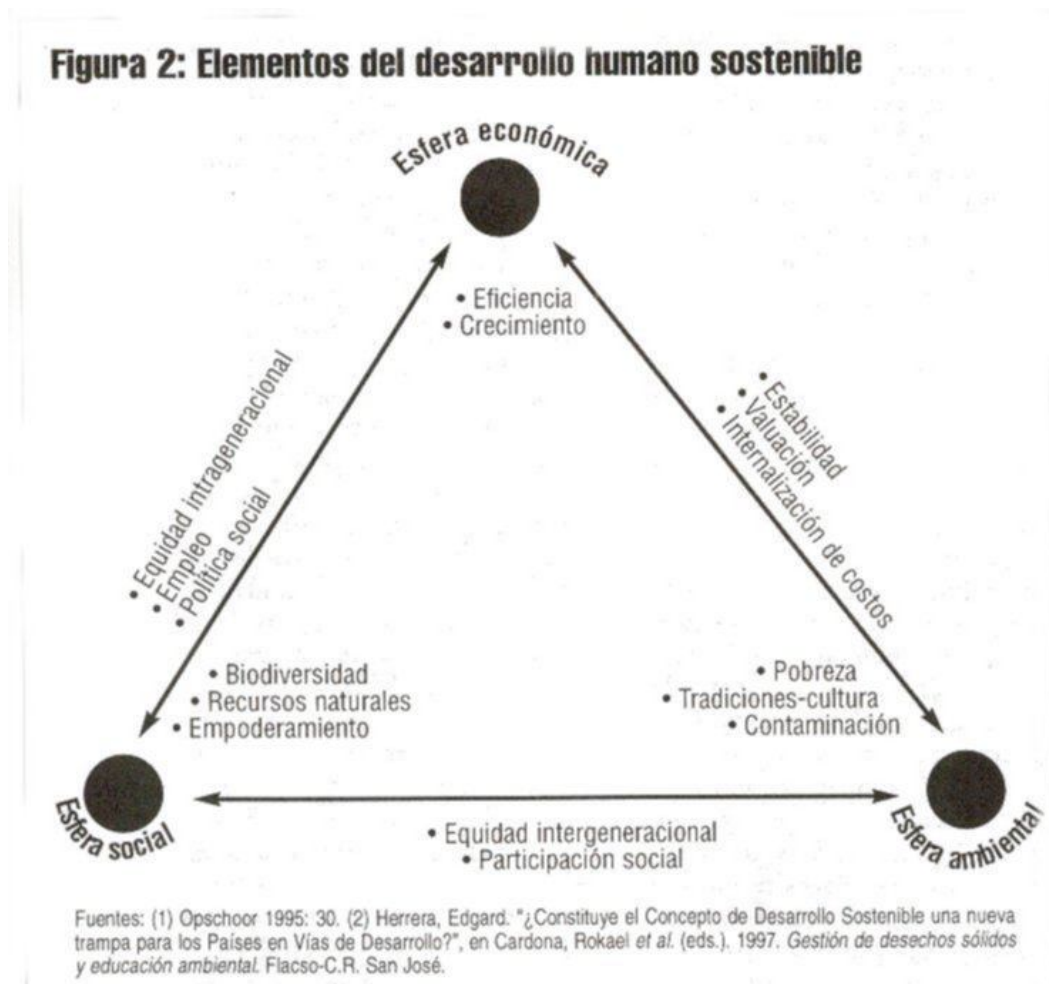 Figura 2: Elementos del desarrollo humano sostenible
Esfera económica
• Eficiencia
• Crecimiento
• Equidad intrageneracional
• Empleo
• Política social
• Estabilidad
• Valuación
• Internalización de costos
• Biodiversidad
• Recursos naturales
• Empoderamiento
• Pobreza
• Tradiciones-cultura
• Contaminación
Esfera social
Esfera ambiental
• Equidad intergeneracional
• Participación social
Fuentes: (1) Opschoor 1995: 30. (2) Herrera, Edgard. "¿Constituye el Concepto de Desarrollo Sostenible una nueva
trampa para los Países en Vías de Desarrollo?", en Cardona, Rokael et al. (eds.). 1997. Gestión de desechos sólidos
y educación ambiental. Flacso-C.R. San José.